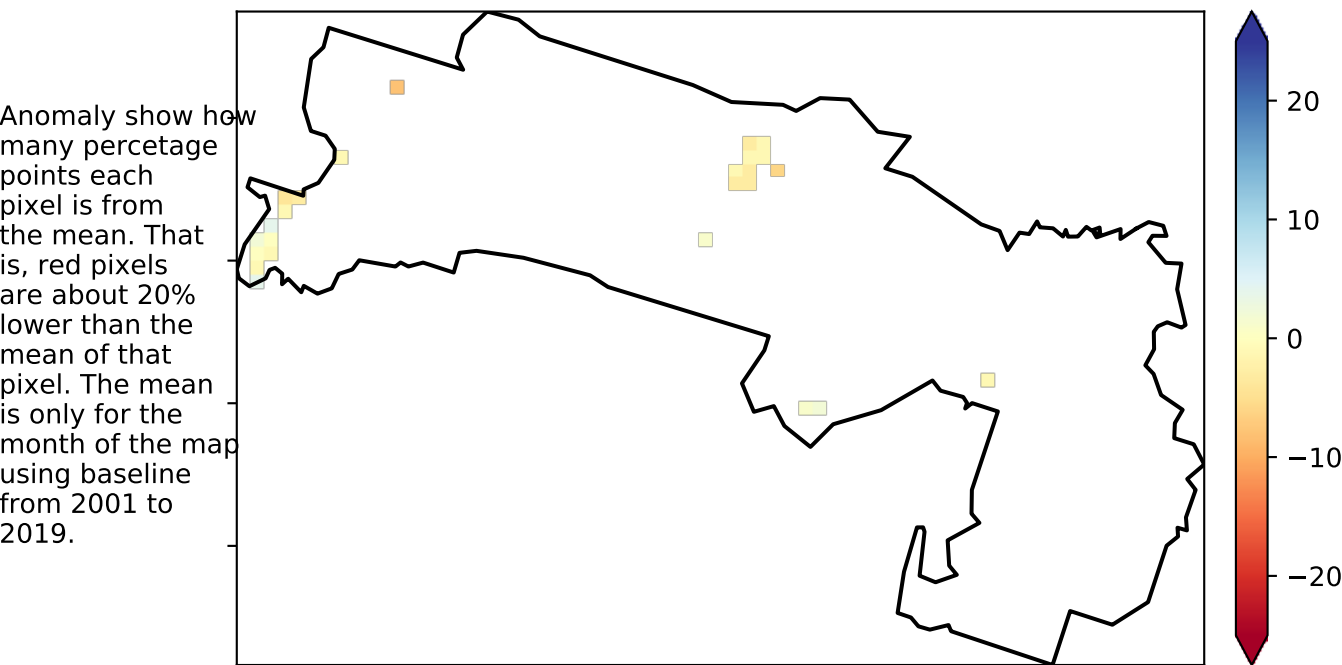 Anomaly show how
many percetage
points each
pixel is from
the mean. That
is, red pixels
are about 20%
lower than the
mean of that
pixel. The mean
is only for the
month of the map
using baseline
from 2001 to
2019.
20
10
0
−10
−20